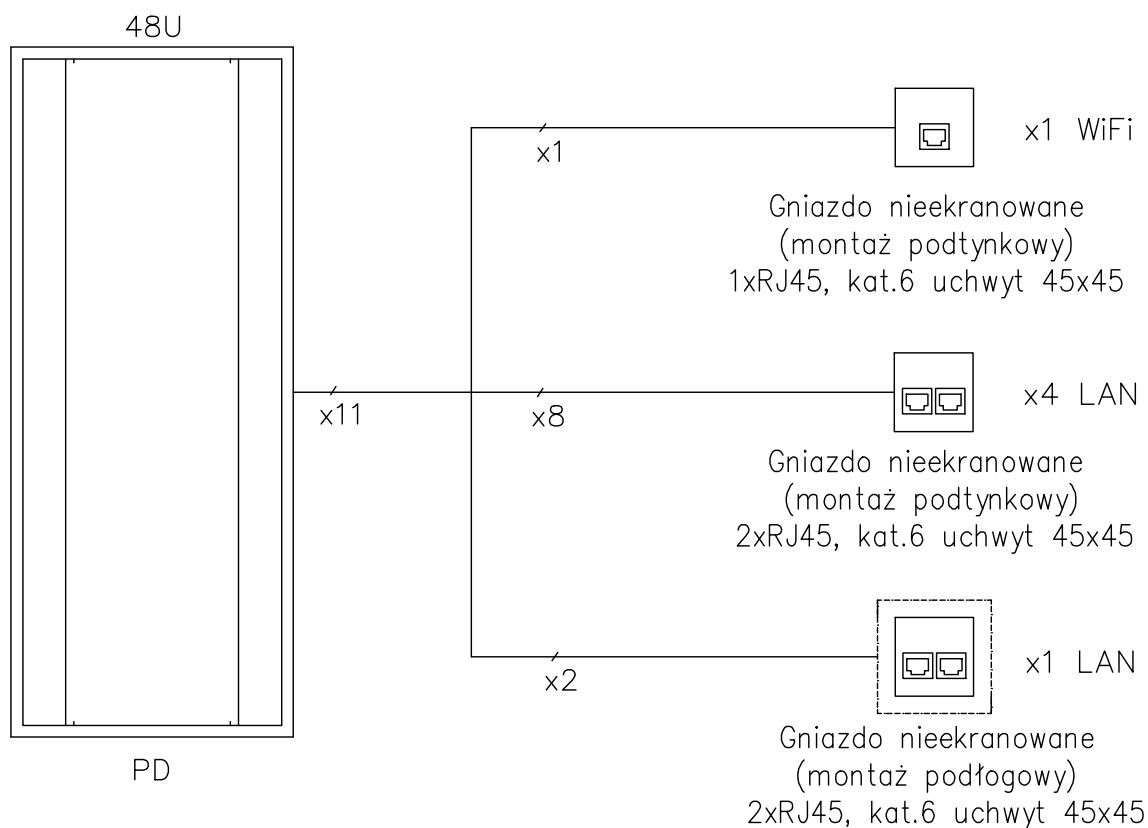 48U
x1
x1 WiFi
Gniazdo nieekranowane
(montaż podtynkowy)
1xRJ45, kat.6 uchwyt 45x45
x11
x8
x4 LAN
Gniazdo nieekranowane
(montaż podtynkowy)
2xRJ45, kat.6 uchwyt 45x45
x2
x1 LAN
PD
Gniazdo nieekranowane
(montaż podłogowy)
2xRJ45, kat.6 uchwyt 45x45